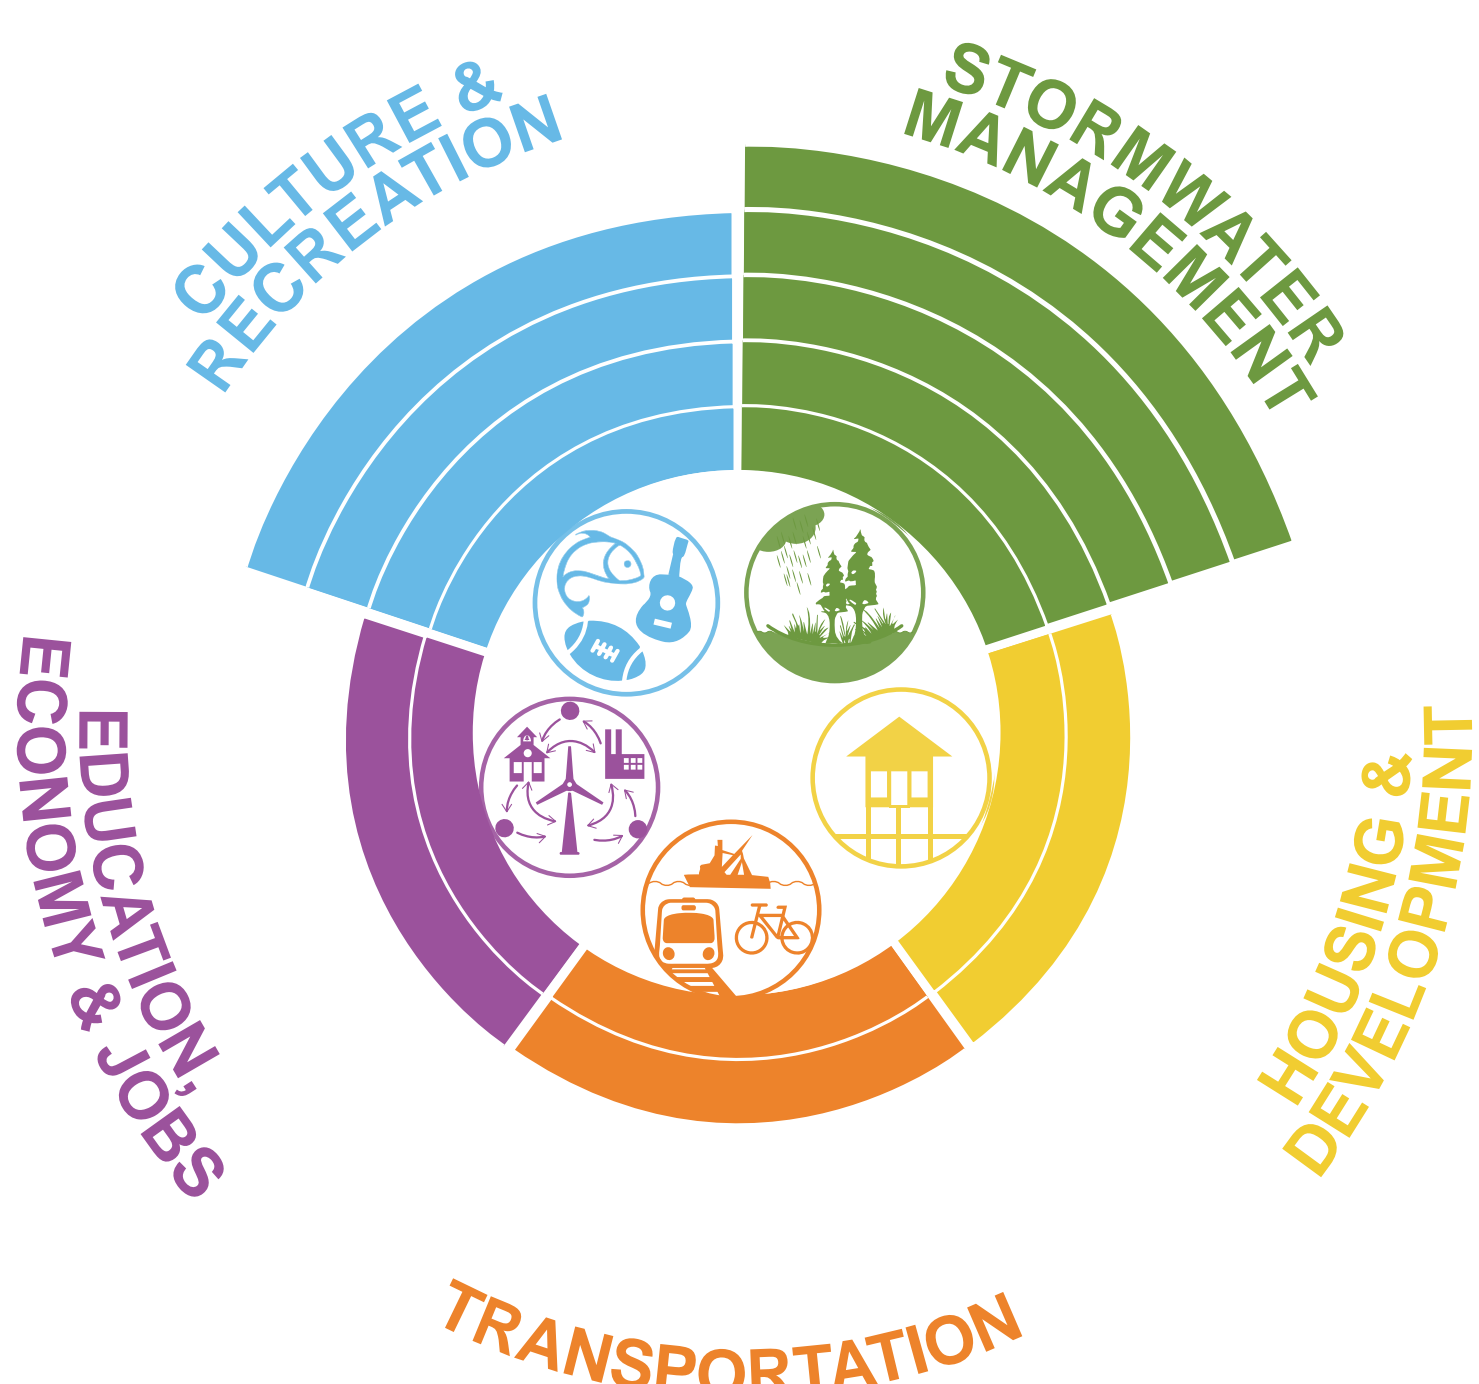 CULTURE &
RECREATION
STORMWATER
MANAGEMENT
EDUCATION,
ECONOMY & JOBS
HOUSING &
DEVELOPMENT
TRANSPORTATION